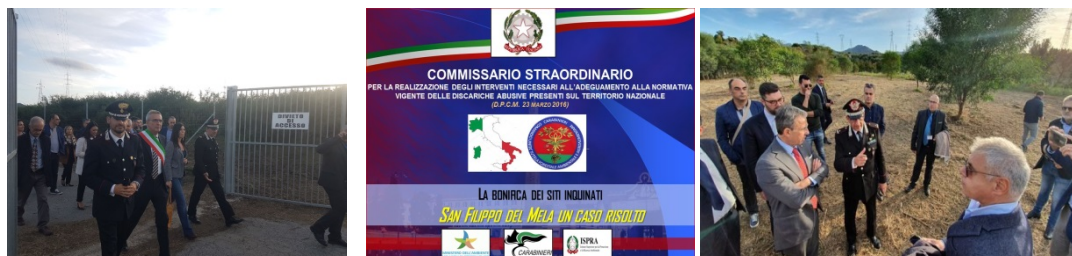 DIVIETO
DI
ACCESSO
COMMISSARIO STRAORDINARIO
PER LA REALIZZAZIONE DEGLI INTERVENTI NECESSARI ALL'ADEGUAMENTO ALLA NORMATIVA
VIGENTE DELLE DISCARICHE ABUSIVE PRESENTI SUL TERRITORIO NAZIONALE
(D.P.C.M. 23 MARZO 2016)
LA BONIFICA DEI SITI INQUINATI
SAN FILIPPO DEL MELA UN CASO RISOLTO
CARABINIERI
ISPRA